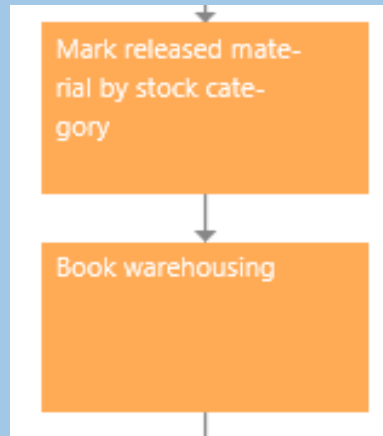 Mark released mate-
rial by stock cate-
gory
Book warehousing